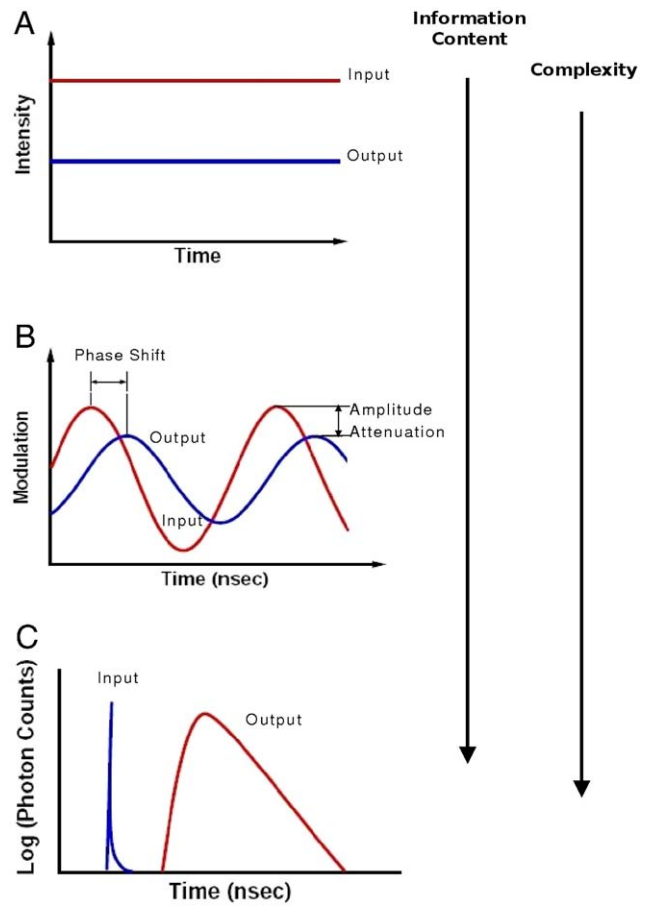 A
Information
Content
Complexity
Intensity
Input
Output
Time
B
Phase Shift
Modulation
Output
Input
Amplitude
Attenuation
Time (nsec)
C
Log (Photon Counts)
Input
Output
Time (nsec)